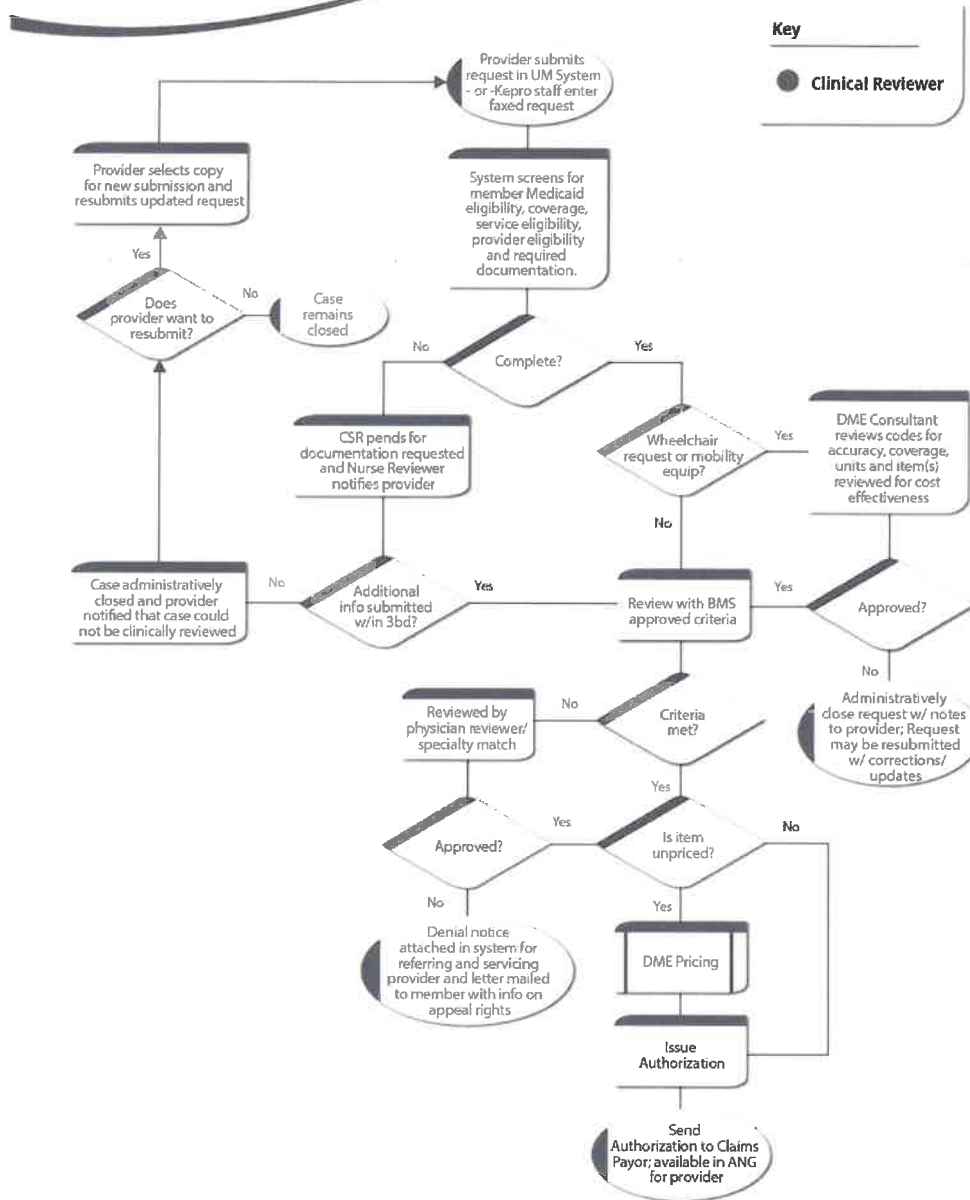 Key
Clinical Reviewer
Provider submits
request in UM System
- or -Kepro staff enter
faxed request
Provider selects copy
for new submission and
resubmits updated request
System screens for
member Medicaid
eligibility, coverage,
service eligibility,
provider eligibility
and required
documentation.
Yes
Does
provider want to
resubmit?
No
Case
remains
closed
No
Complete?
Yes
CSR pends for
documentation requested
and Nurse Reviewer
notifies provider
Wheelchair
request or mobility
equip?
Yes
DME Consultant
reviews codes for
accuracy, coverage,
units and item(s)
reviewed for cost
effectiveness
No
Case administratively
closed and provider
notified that case could
not be clinically reviewed
No
Additional
info submitted
w/in 3bd?
Yes
Review with BMS
approved criteria
Yes
Approved?
No
Administratively
close request w/ notes
to provider; Request
may be resubmitted
w/ corrections/
updates
Reviewed by
physician reviewer/
specialty match
No
Criteria
met?
Yes
Approved?
Yes
Is item
unpriced?
No
No
Yes
Denial notice
attached in system for
referring and servicing
provider and letter mailed
to member with info on
appeal rights
DME Pricing
Issue
Authorization
Send
Authorization to Claims
Payor; available in ANG
for provider